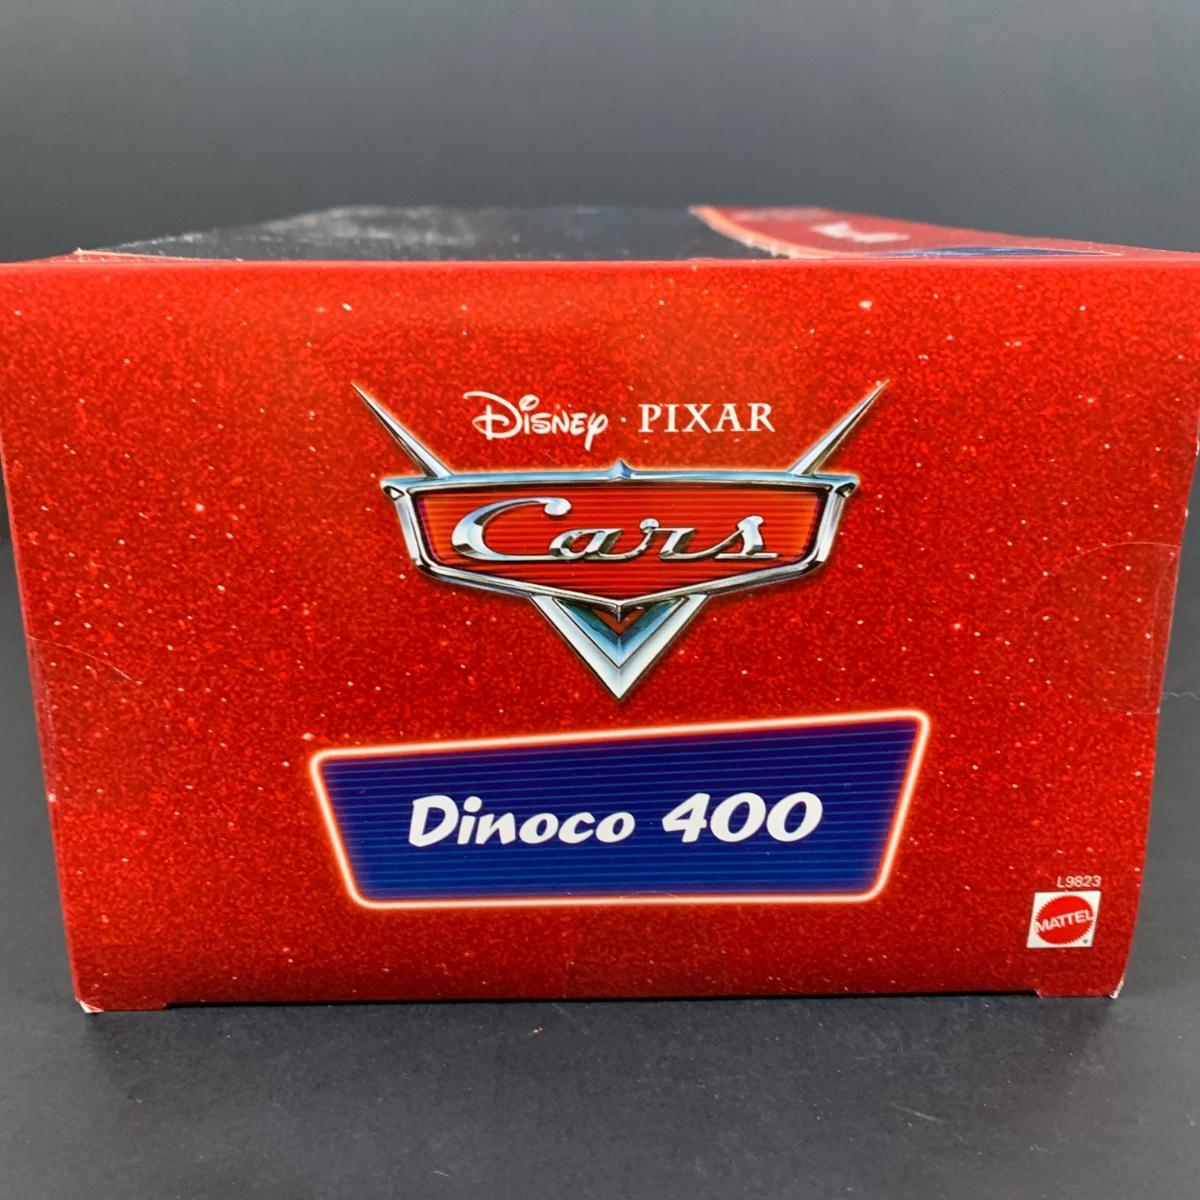 Disney · PIXAR
Cars
Dinoco 400
L9823
MATTEL